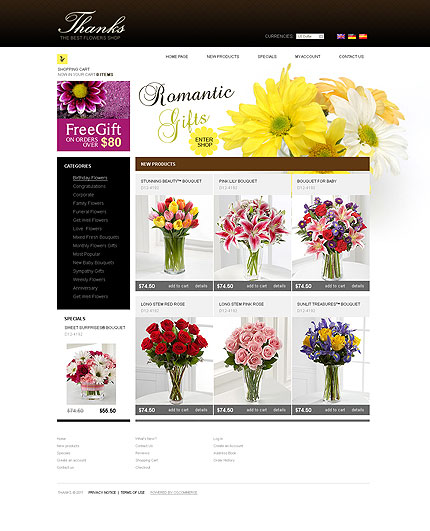 Thanks
THE BEST-FLOWERS SHOP
CURRENCIES: US Dollar
SHOPPING CART
NOW IN YOUR CART 0 ITEMS
HOME PAGE NEW PRODUCTS SPECIALS MY ACCOUNT CONTACT US
FreeGift
ON ORDERS
OVER $80
Romantic
Gifts
ENTER
SHOP
CATEGORIES
Birthday Flowers
Congratulations
Corporate
Family Flowers
Funeral Flowers
Get Well Flowers
Love Flowers
Mixed Fresh Bouquets
Monthly Flowers Gifts
Most Popular
New Baby Bouquets
Sympathy Gifts
Weekly Flowers
Anniversary
Get Well Flowers
SPECIALS
SWEET SURPRISES® BOUQUET
D12-4192
$74.50 $55.50
NEW PRODUCTS
STUNNING BEAUTY™ BOUQUET
D12-4192
$74.50 add to cart details
PINK LILY BOUQUET
D12-4192
$74.50 add to cart details
BOUQUET FOR BABY
D12-4192
$74.50 add to cart details
LONG STEM RED ROSE
D12-4192
$74.50 add to cart details
LONG STEM PINK ROSE
D12-4192
$74.50 add to cart details
SUNLIT TREASURES™ BOUQUET
D12-4192
$74.50 add to cart details
Home
New products
Specials
Create an account
Contact us
What's New?
Contact Us
Reviews
Shopping Cart
Checkout
Log In
Create an Account
Address Book
Order History
THANKS © 2011 PRIVACY NOTICE | TERMS OF USE POWERED BY OSCOMMERCE